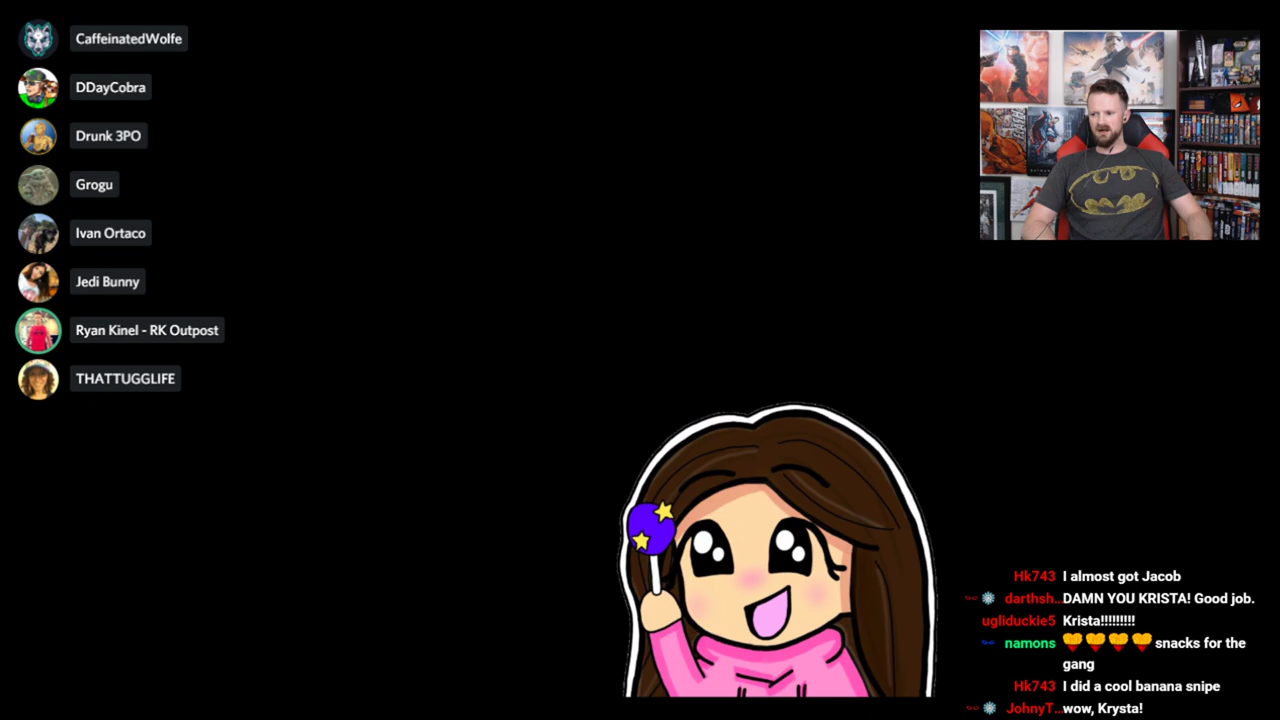 CaffeinatedWolfe
DDayCobra
Drunk 3PO
Grogu
Ivan Ortaco
Jedi Bunny
Ryan Kinel - RK Outpost
THATTUGGLIFE
Hk743 I almost got Jacob
darthsh... DAMN YOU KRISTA! Good job.
ugliduckie5 Krista!!!!!!!!!
namons snacks for the
gang
Hk743 I did a cool banana snipe
JohnyT... wow, Krysta!